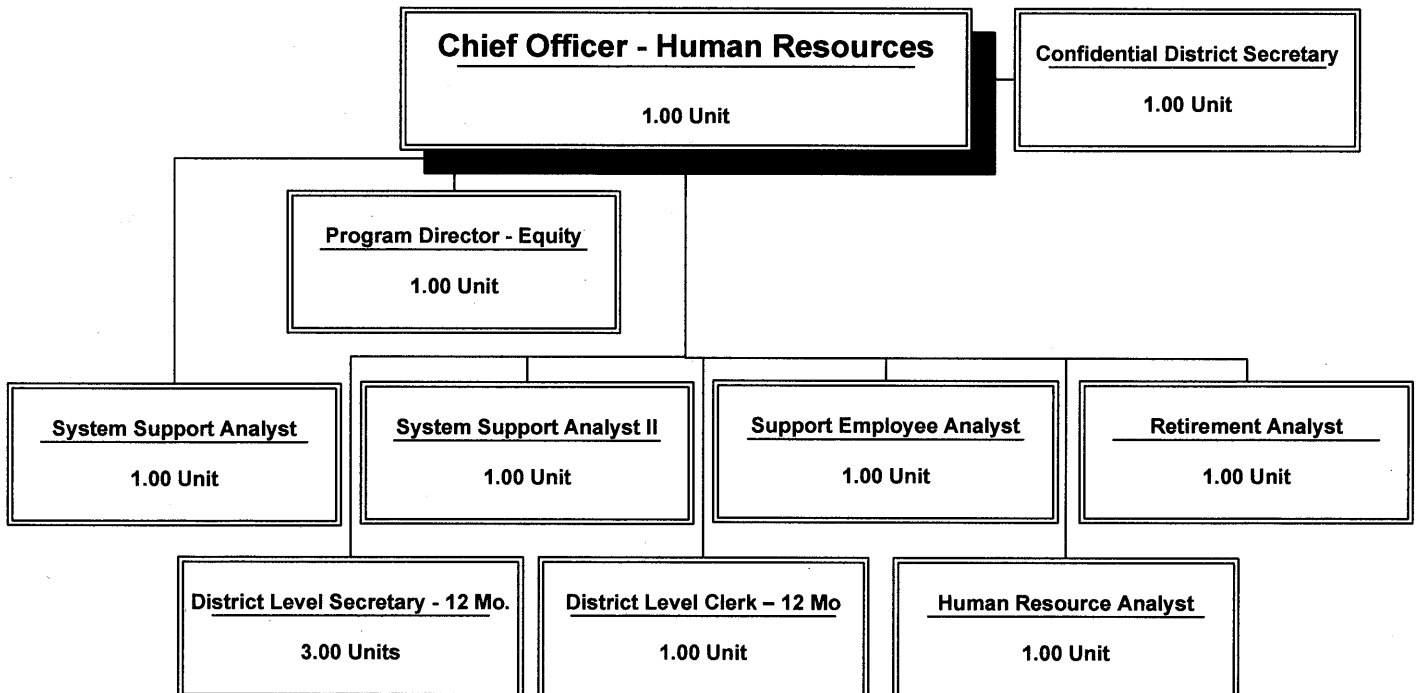 Chief Officer - Human Resources
1.00 Unit
Confidential District Secretary
1.00 Unit
Program Director - Equity
1.00 Unit
System Support Analyst
1.00 Unit
System Support Analyst II
1.00 Unit
Support Employee Analyst
1.00 Unit
Retirement Analyst
1.00 Unit
District Level Secretary - 12 Mo.
3.00 Units
District Level Clerk – 12 Mo
1.00 Unit
Human Resource Analyst
1.00 Unit